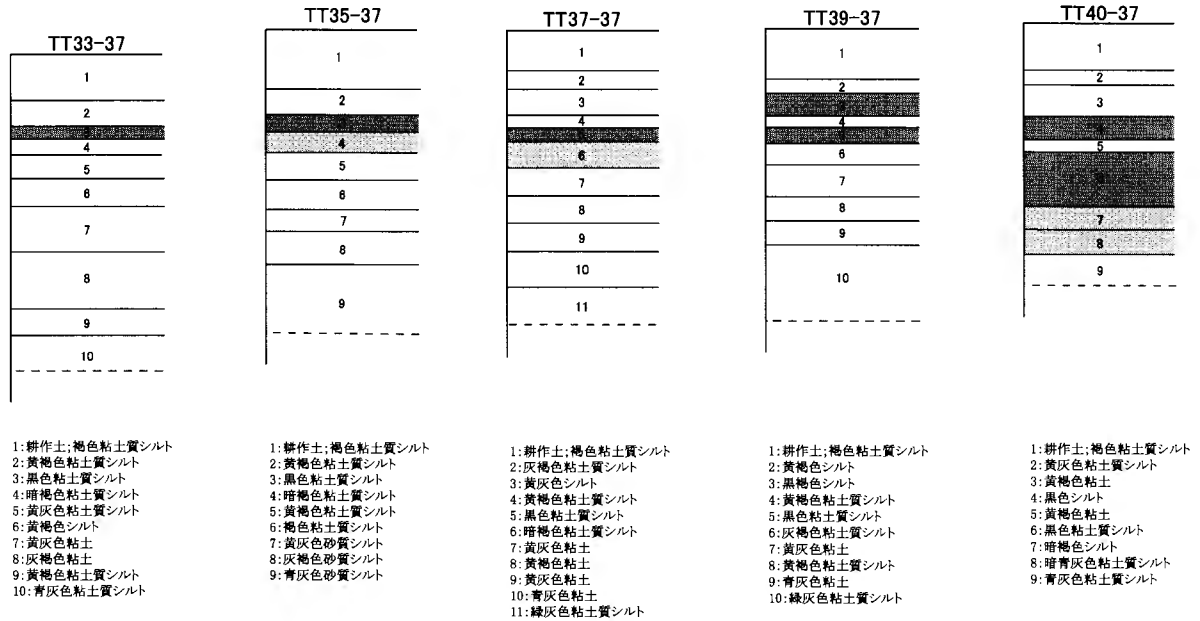 TT33-37
1
2
3
4
5
6
7
8
9
10
1:耕作土;褐色粘土質シルト
2:黄褐色粘土質シルト
3:黒色粘土質シルト
4:暗褐色粘土質シルト
5:黄灰色粘土質シルト
6:黄褐色シルト
7:黄灰色粘土
8:灰褐色粘土
9:黄褐色粘土質シルト
10:青灰色粘土質シルト
TT35-37
1
2
4
5
6
7
8
9
1:耕作土;褐色粘土質シルト
2:黄褐色粘土質シルト
3:黒色粘土質シルト
4:暗褐色粘土質シルト
5:黄褐色粘土質シルト
6:褐色粘土質シルト
7:黄灰色砂質シルト
8:灰褐色砂質シルト
9:青灰色砂質シルト
TT37-37
1
2
3
4
6
7
8
9
10
11
1:耕作土;褐色粘土質シルト
2:灰褐色粘土質シルト
3:黄灰色シルト
4:黄褐色粘土質シルト
5:黒色粘土質シルト
6:暗褐色粘土質シルト
7:黄灰色粘土
8:黄褐色粘土
9:黄灰色粘土
10:青灰色粘土
11:緑灰色粘土質シルト
TT39-37
1
2
4
6
7
8
9
10
1:耕作土;褐色粘土質シルト
2:黄褐色シルト
3:黒褐色シルト
4:黄褐色粘土質シルト
5:黒色粘土質シルト
6:灰褐色粘土質シルト
7:黄灰色粘土
8:黄褐色粘土質シルト
9:青灰色粘土
10:緑灰色粘土質シルト
TT40-37
1
2
3
5
7
8
9
1:耕作土;褐色粘土質シルト
2:黄灰色粘土質シルト
3:黄褐粘土
4:黒色シルト
5:黄褐粘土
6:黒色粘土質シルト
7:暗褐色シルト
8:暗青灰色粘土質シルト
9:青灰色粘土質シルト